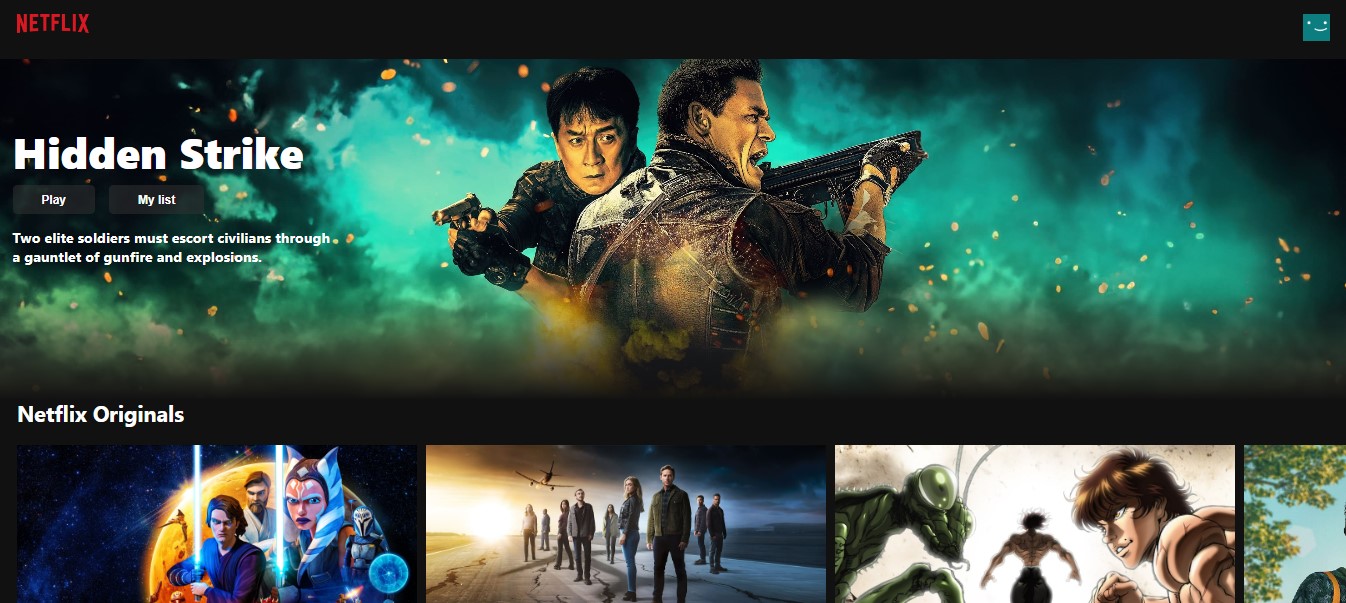 NETFLIX
Hidden Strike
Play
My list
Two elite soldiers must escort civilians through
a gauntlet of gunfire and explosions.
Netflix Originals